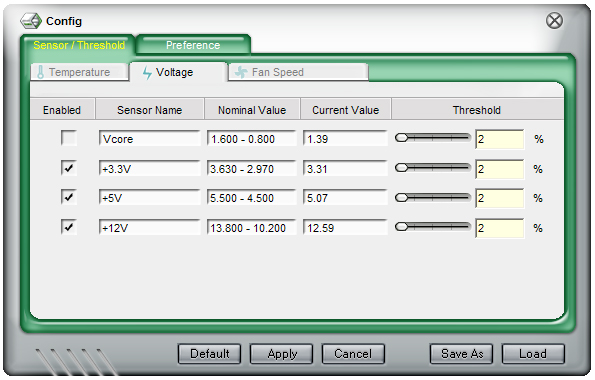 Config
Sensor / Threshold Preference
Temperature Voltage Fan Speed
Enabled Sensor Name Nominal Value Current Value Threshold
Vcore 1.600 - 0.800 1.39 2 %
+3.3V 3.630 - 2.970 3.31 2 %
+5V 5.500 - 4.500 5.07 2 %
+12V 13.800 - 10.200 12.59 2 %
Default Apply Cancel Save As Load